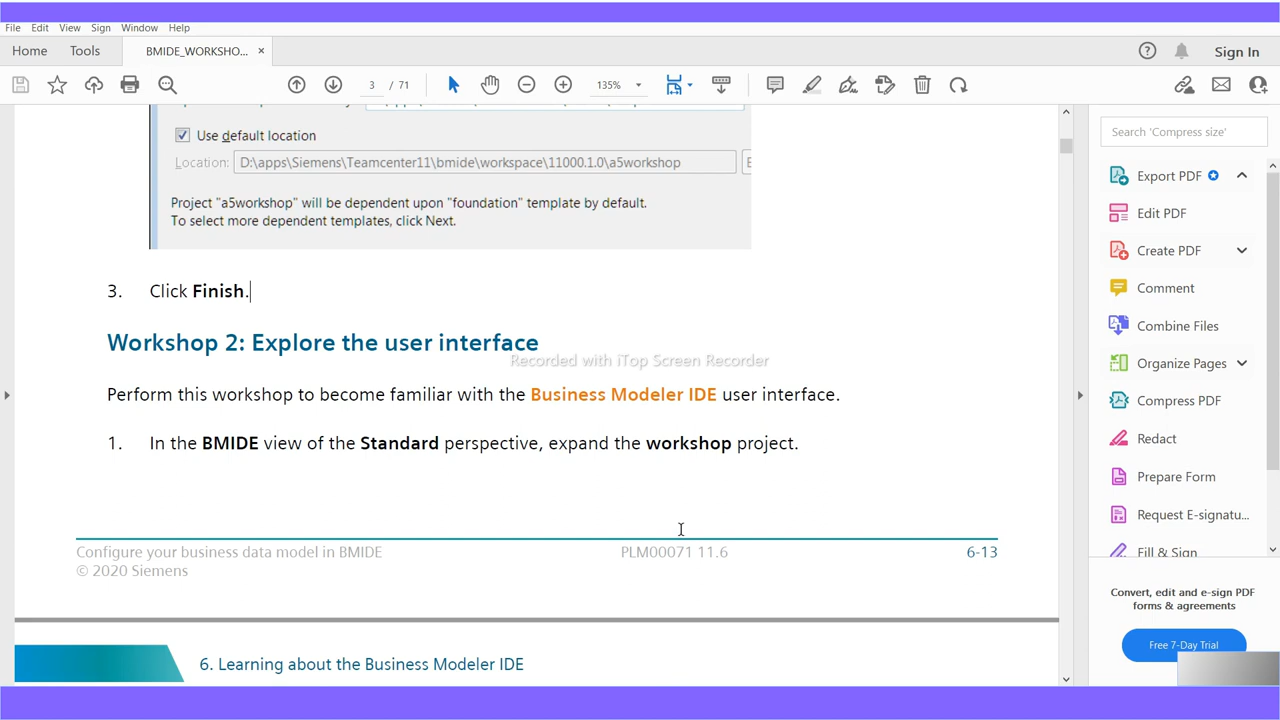 File Edit View Sign Window Help
Home Tools BMIDE_WORKSHO... × Sign In
3 / 71 135%
Use default location
Location: D:\apps\Siemens\Teamcenter11\bmide\workspace\11000.1.0\a5workshop
Project "a5workshop" will be dependent upon "foundation" template by default.
To select more dependent templates, click Next.
3. Click Finish.
Workshop 2: Explore the user interface
Recorded with iTop Screen Recorder
Perform this workshop to become familiar with the Business Modeler IDE user interface.
1. In the BMIDE view of the Standard perspective, expand the workshop project.
Configure your business data model in BMIDE PLM00071 11.6 6-13
© 2020 Siemens
6. Learning about the Business Modeler IDE
Search 'Compress size'
Export PDF
Edit PDF
Create PDF
Comment
Combine Files
Organize Pages
Compress PDF
Redact
Prepare Form
Request E-signatu...
Fill & Sign
Convert, edit and e-sign PDF
forms & agreements
Free 7-Day Trial